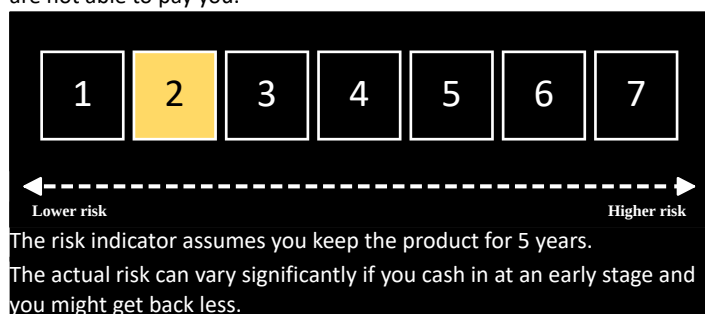 are not able to pay you.
1 2 3 4 5 6 7
Lower risk Higher risk
The risk indicator assumes you keep the product for 5 years.
The actual risk can vary significantly if you cash in at an early stage and
you might get back less.